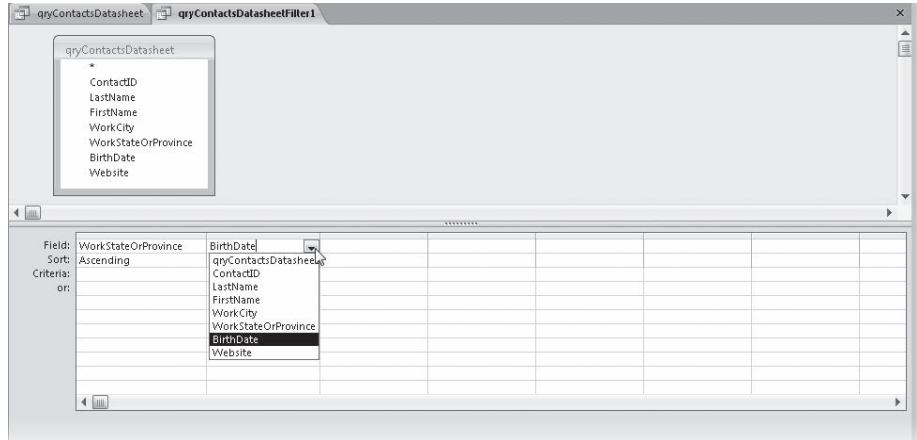 qryContactsDatasheet qryContactsDatasheetFilter1 ×
qryContactsDatasheet
*
ContactID
LastName
FirstName
WorkCity
WorkStateOrProvince
BirthDate
Website
Field: WorkStateOrProvince BirthDate
Sort: Ascending
Criteria:
or:
qryContactsDatasheet
ContactID
LastName
FirstName
WorkCity
WorkStateOrProvince
BirthDate
Website